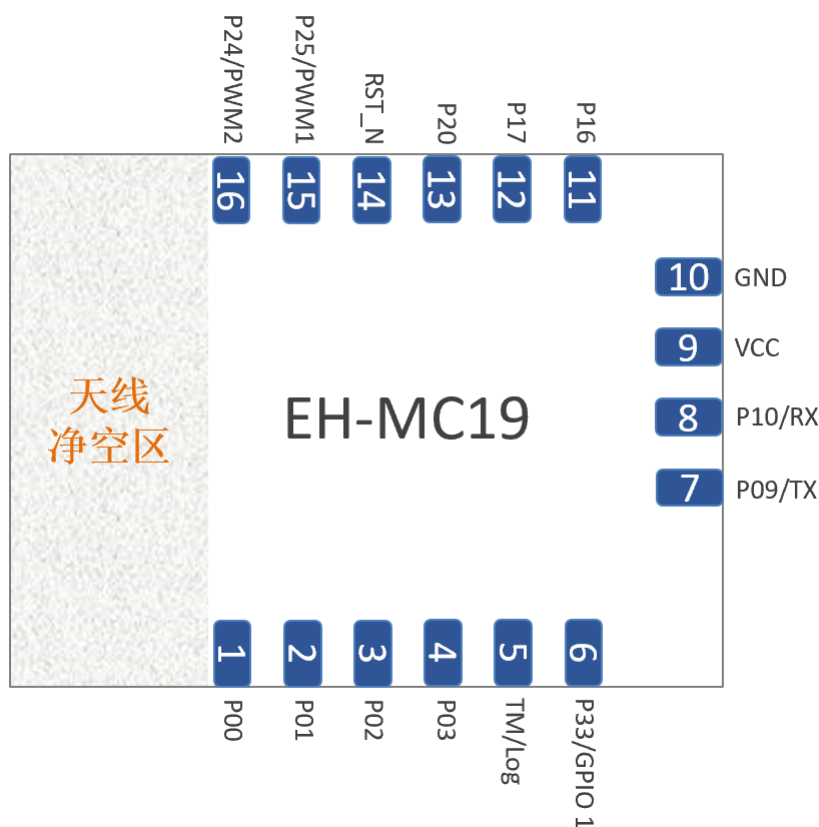 P24/PWM2
P25/PWM1
RST_N
P20
P17
P16
16
15
14
13
12
11
10 GND
9 VCC
8 P10/RX
7 P09/TX
天线
净空区
EH-MC19
1
2
3
4
5
6
P00
P01
P02
P03
TM/Log
P33/GPIO 1